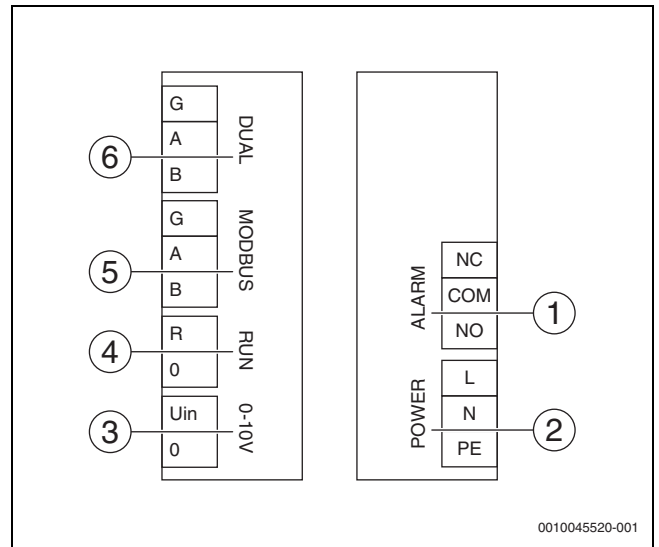 G
A
B
DUAL
6
G
A
B
MODBUS
5
R
0
RUN
4
Uin
0
0-10V
3
NC
COM
NO
ALARM
1
L
N
PE
POWER
2
0010045520-001